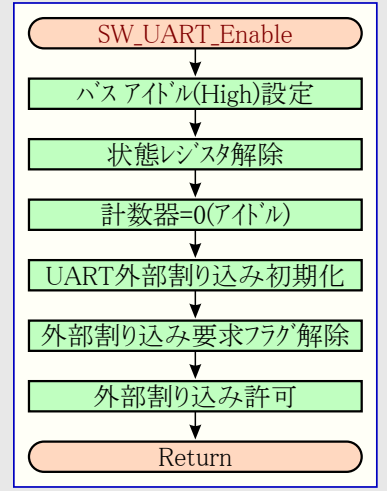 SW_UART_Enable
バス アイドル(High)設定
状態レジスタ解除
計数器=0(アイドル)
UART外部割り込み初期化
外部割り込み要求フラグ解除
外部割り込み許可
Return